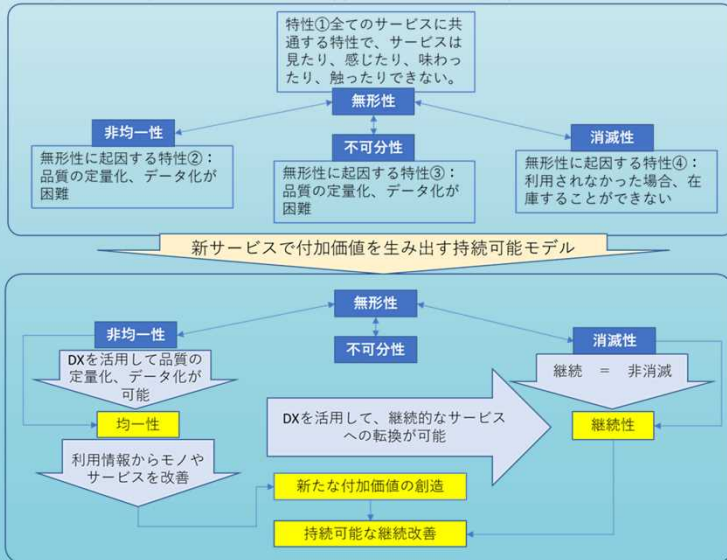 特性①全てのサービスに共
通する特性で、サービスは
見たり、感じたり、味わっ
たり、触ったりできない。
無形性
非均一性
無形性に起因する特性②：
品質の定量化、データ化が
困難
不可分性
無形性に起因する特性③：
品質の定量化、データ化が
困難
消滅性
無形性に起因する特性④：
利用されなかった場合、在
庫することができない
新サービスで付加価値を生み出す持続可能モデル
無形性
非均一性
不可分性
消滅性
DXを活用して品質の
定量化、データ化が
可能
継続　＝　非消滅
均一性
DXを活用して、継続的なサービス
への転換が可能
継続性
利用情報からモノや
サービスを改善
新たな付加価値の創造
持続可能な継続改善